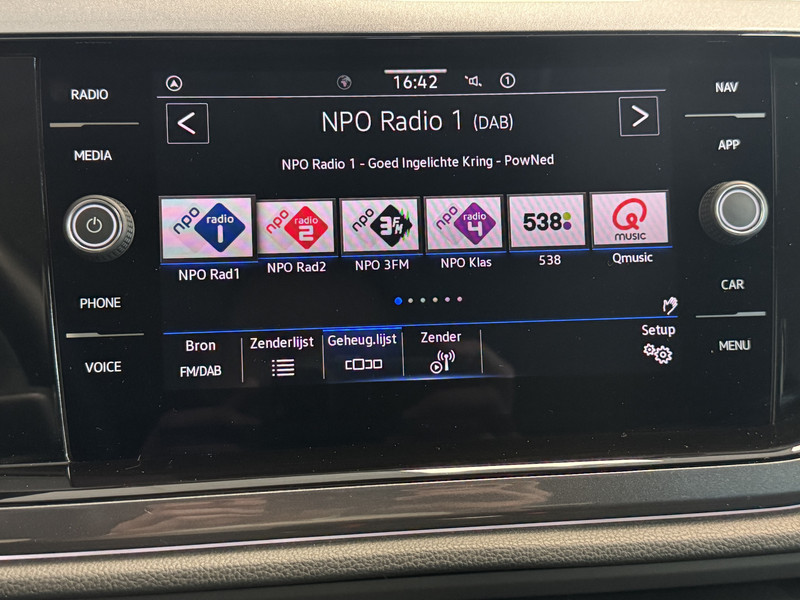 RADIO
MEDIA
PHONE
VOICE
16:42
1
NPO Radio 1 (DAB)
NPO Radio 1 - Goed Ingelichte Kring - PowNed
npo radio 1
npo radio 2
npo 3FM
npo radio 4
538
Q MUSIC
NPO Rad1
NPO Rad2
NPO 3FM
NPO Klas
538
Qmusic
Bron
FM/DAB
Zenderlijst
Geheug.lijst
Zender
Setup
NAV
APP
CAR
MENU